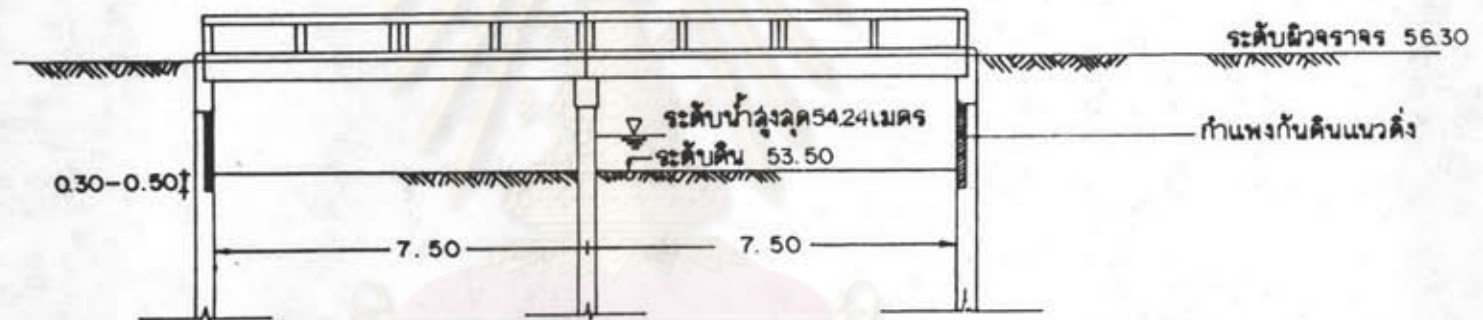 ระดับผิวจราจร 56.30
ระดับน้ำสูงสุด54.24เมตร
กำแพงกันดินแนวดิ่ง
ระดับดิน 53.50
0.30-0.50
7.50
7.50